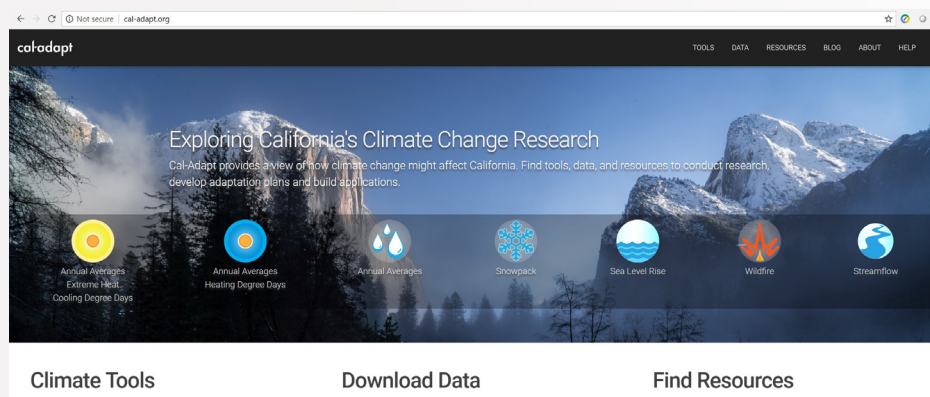 Not secure | cal-adapt.org
cal-adapt
TOOLS DATA RESOURCES BLOG ABOUT HELP
Exploring California's Climate Change Research
Cal-Adapt provides a view of how climate change might affect California. Find tools, data, and resources to conduct research,
develop adaptation plans and build applications.
Annual Averages
Extreme Heat
Cooling Degree Days
Annual Averages
Heating Degree Days
Annual Averages
Snowpack
Sea Level Rise
Wildfire
Streamflow
Climate Tools
Download Data
Find Resources